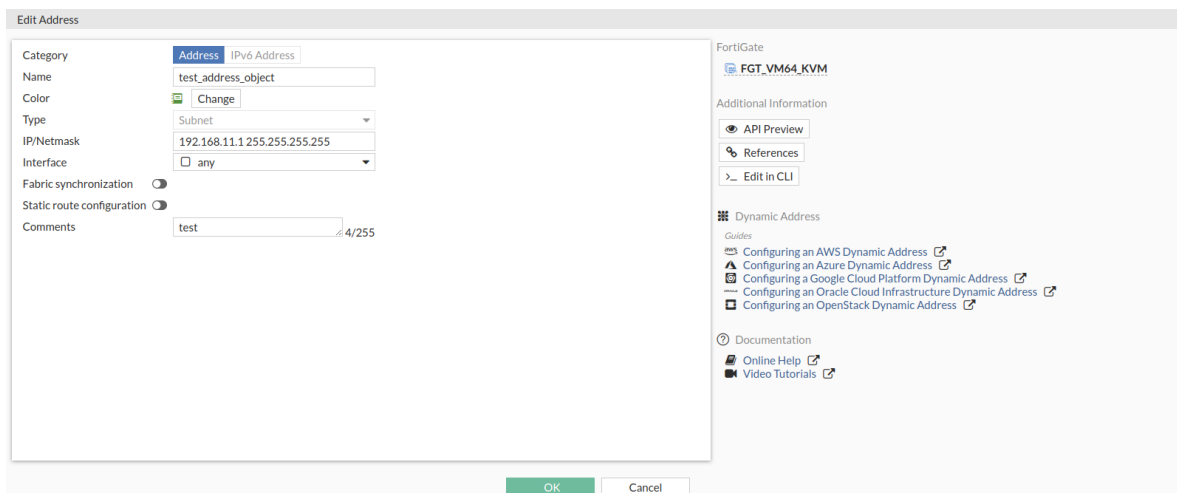 Edit Address
Category Address IPv6 Address
Name test_address_object
Color Change
Type Subnet
IP/Netmask 192.168.11.1 255.255.255.255
Interface any
Fabric synchronization
Static route configuration
Comments test 4/255
OK Cancel
FortiGate
FGT_VM64_KVM
Additional Information
API Preview
References
>_ Edit in CLI
Dynamic Address
Guides
aws Configuring an AWS Dynamic Address
Configuring an Azure Dynamic Address
Configuring a Google Cloud Platform Dynamic Address
Configuring an Oracle Cloud Infrastructure Dynamic Address
Configuring an OpenStack Dynamic Address
Documentation
Online Help
Video Tutorials